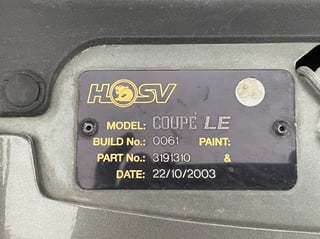 HSV
MODEL: COUPÉ LE
BUILD No.: 0061 PAINT:
PART No.: 3191310 &
DATE: 22/10/2003